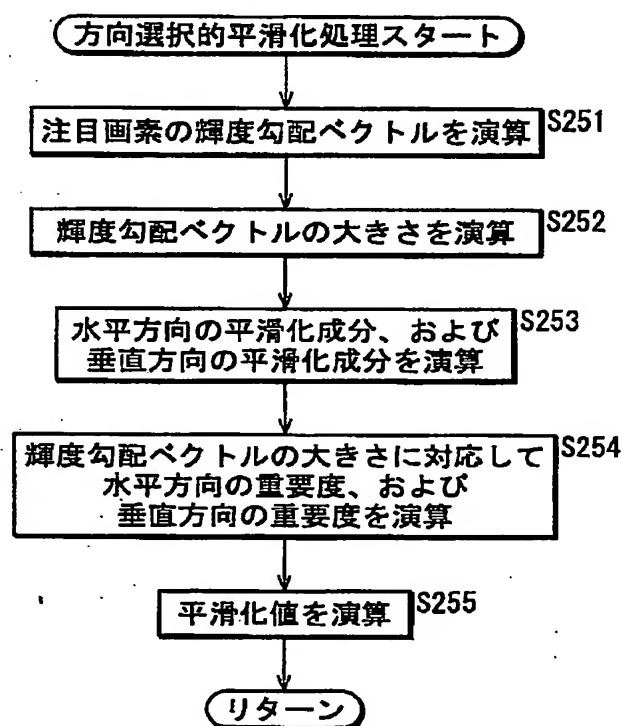 方向選択的平滑化処理スタート
注目画素の輝度勾配ベクトルを演算
S251
輝度勾配ベクトルの大きさを演算
S252
水平方向の平滑化成分、および
垂直方向の平滑化成分を演算
S253
輝度勾配ベクトルの大きさに対応して
水平方向の重要度、および
垂直方向の重要度を演算
S254
平滑化値を演算
S255
リターン